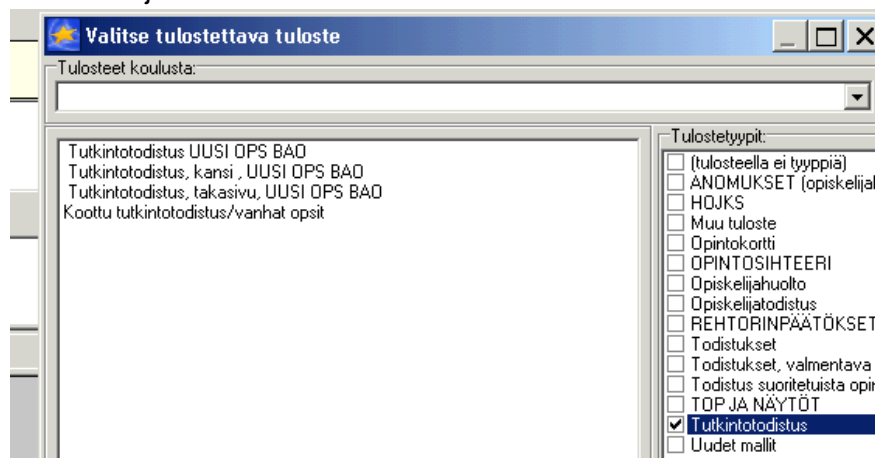 Valitse tulostettava tuloste
Tulosteet koulusta:
Tutkintotodistus UUSI OPS BAO
Tutkintotodistus, kansi , UUSI OPS BAO
Tutkintotodistus, takasivu, UUSI OPS BAO
Koottu tutkintotodistus/vanhat opsit
Tulostetyypit:
(tulosteella ei tyyppiä)
ANOMUKSET (opiskelijal
HOJKS
Muu tuloste
Opintokortti
OPINTOSIHTEERI
Opiskelijahuolto
Opiskelijatodistus
REHTORINPÄÄTÖKSET
Todistukset
Todistukset, valmentava
Todistus suoritetuista opin
TOP JA NÄYTÖT
Tutkintotodistus
Uudet mallit